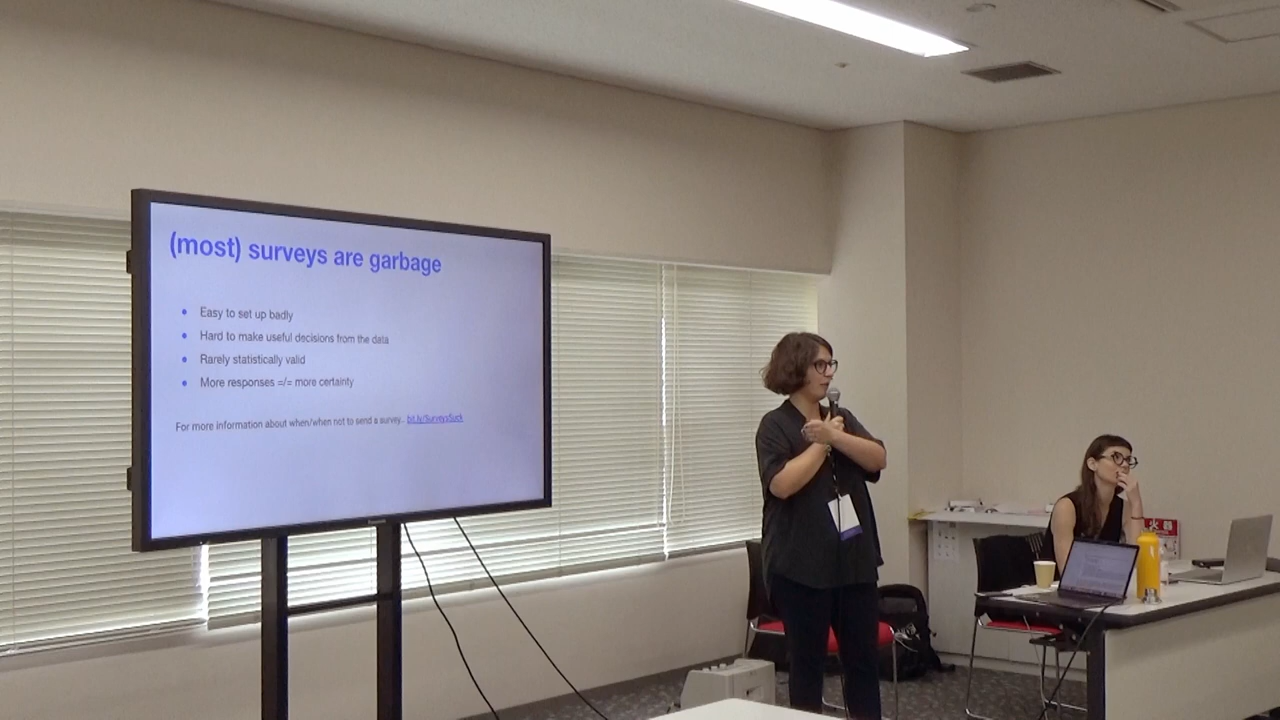 (most) surveys are garbage
Easy to set up badly
Hard to make useful decisions from the data
Rarely statistically valid
More responses =/= more certainty
For more information about when/when not to send a survey.. bit.ly/SurveysSuck
Panasonic